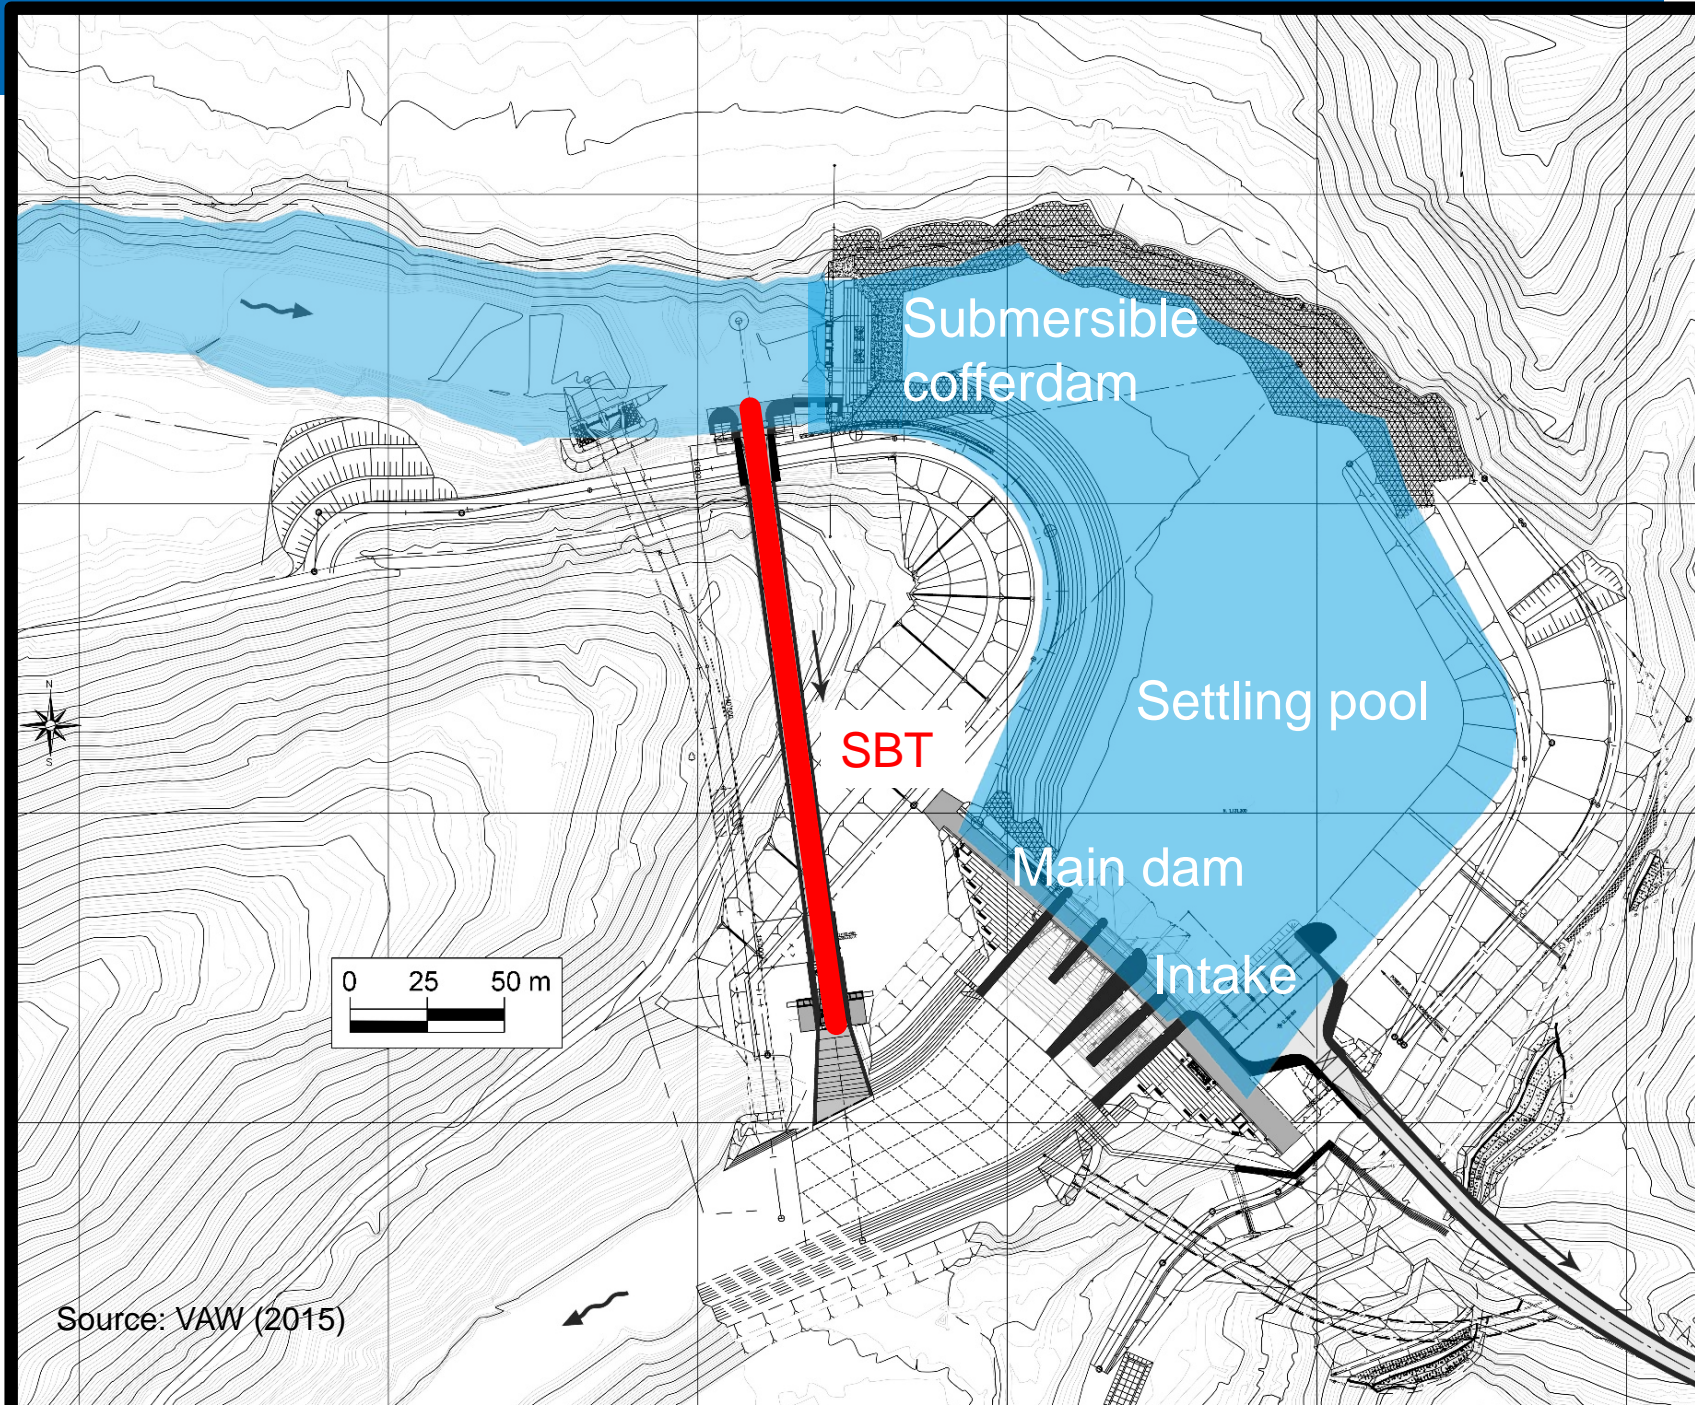 Submersible
cofferdam
Settling pool
N
S
SBT
Main dam
Intake
0 25 50 m
Source: VAW (2015)